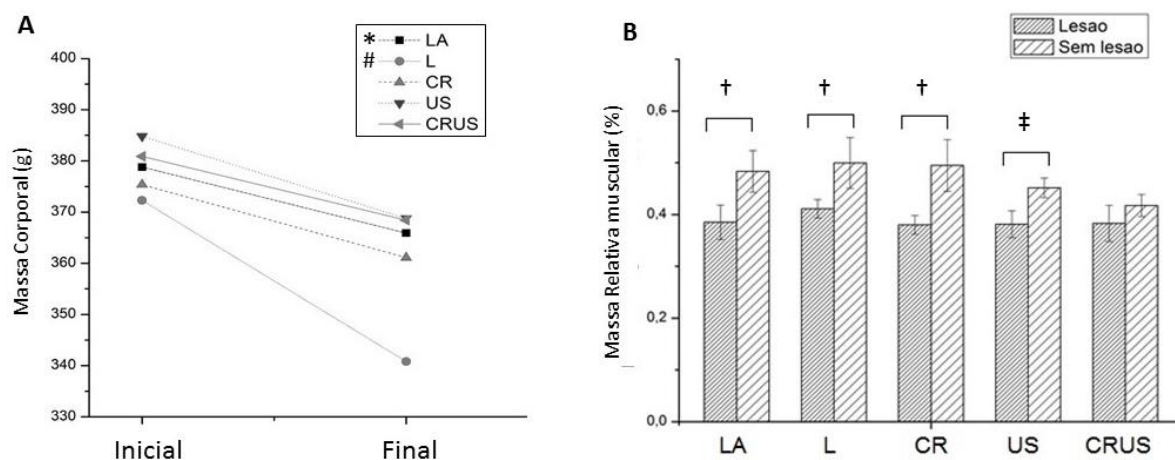 A
Massa Corporal (g)
400
390
385
380
370
360
350
340
330
Inicial
Final
* LA
# L
CR
US
CRUS
B
Massa Relativa muscular (%)
Lesao
Sem lesao
0,6
0,4
0,2
0,0
†
†
†
‡
LA
L
CR
US
CRUS